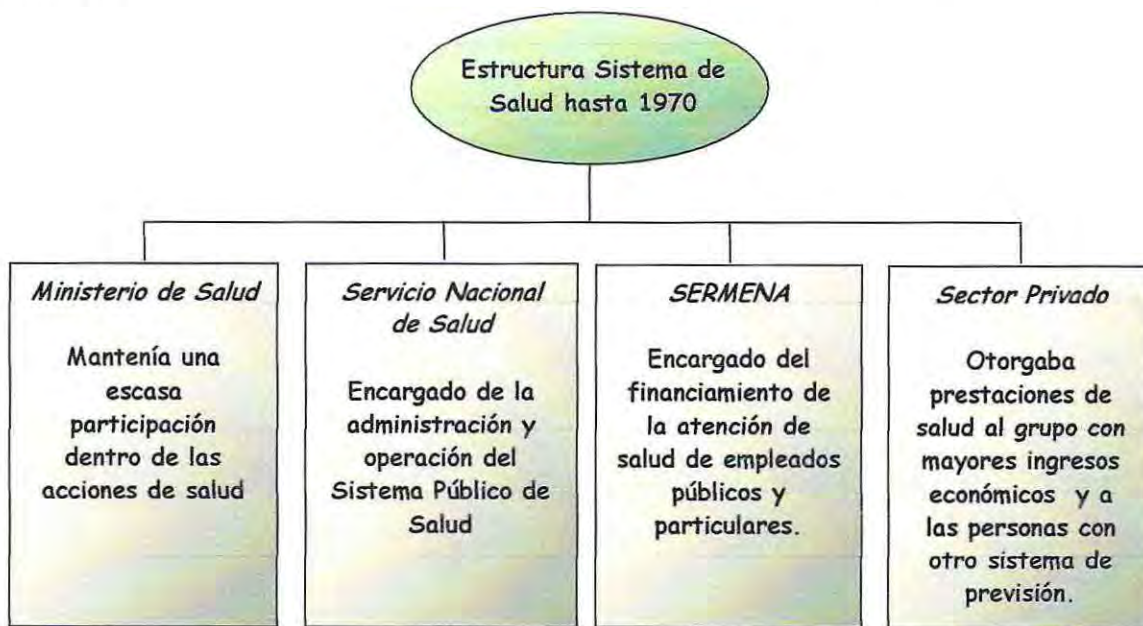 Estructura Sistema de
Salud hasta 1970
Ministerio de Salud
Mantenía una
escasa
participación
dentro de las
acciones de salud
Servicio Nacional
de Salud
Encargado de la
administración y
operación del
Sistema Público de
Salud
SERMENA
Encargado del
financiamiento de
la atención de
salud de empleados
públicos y
particulares.
Sector Privado
Otorgaba
prestaciones de
salud al grupo con
mayores ingresos
económicos y a
las personas con
otro sistema de
previsión.